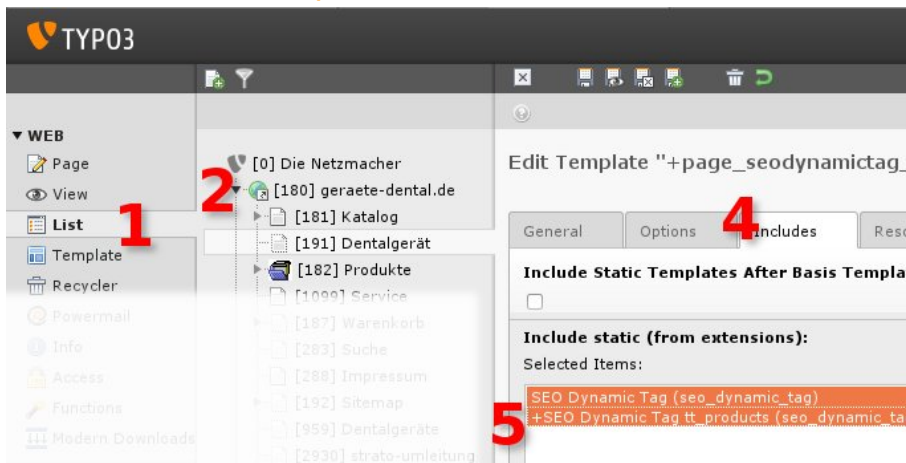 TYPO3
WEB
Page
View
List
1
Template
Recycler
Powermail
Info
Access
Functions
Modern Downloads
[0] Die Netzmacher
2
[180] geraete-dental.de
[181] Katalog
[191] Dentalgerät
[182] Produkte
[1099] Service
[187] Warenkorb
[283] Suche
[288] Impressum
[192] Sitemap
[959] Dentalgeräte
[2930] strato-umleitung
Edit Template "+page_seodynamictag_
General Options 4 Includes Reso
Include Static Templates After Basis Templa
Include static (from extensions):
Selected Items:
SEO Dynamic Tag (seo_dynamic_tag)
5 +SEO Dynamic Tag tt_products (seo_dynamic_ta